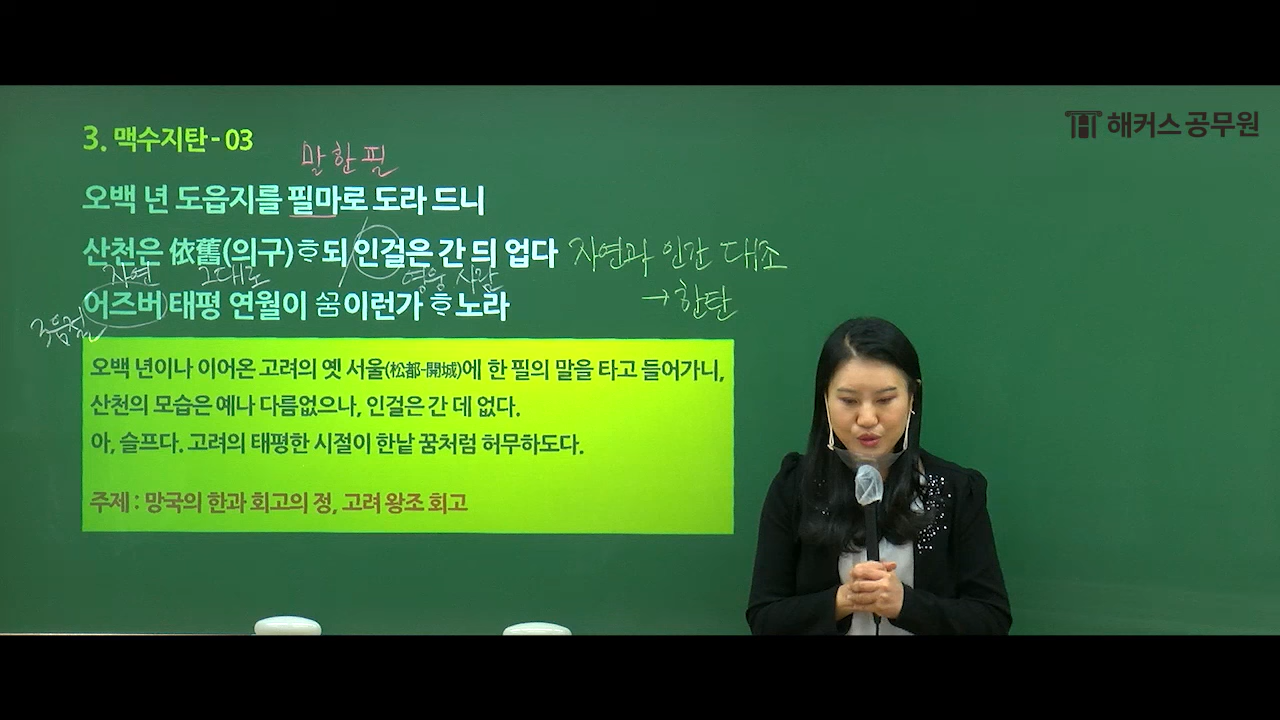 해커스 공무원
3. 맥수지탄 - 03
말 한 필
오백 년 도읍지를 필마로 도라 드니
산천은 依舊(의구)ᄒᆞ되 인걸은 간 듸 업다 자연과 인간 대조
자연 그대로 영웅 사람
→ 한탄
어즈버 태평 연월이 ᄭᅮᆷ이런가 ᄒᆞ노라
오백 년이나 이어온 고려의 옛 서울(松都-開城)에 한 필의 말을 타고 들어가니,
산천의 모습은 예나 다름없으나, 인걸은 간 데 없다.
아, 슬프다. 고려의 태평한 시절이 한낱 꿈처럼 허무하도다.
주제 : 망국의 한과 회고의 정, 고려 왕조 회고